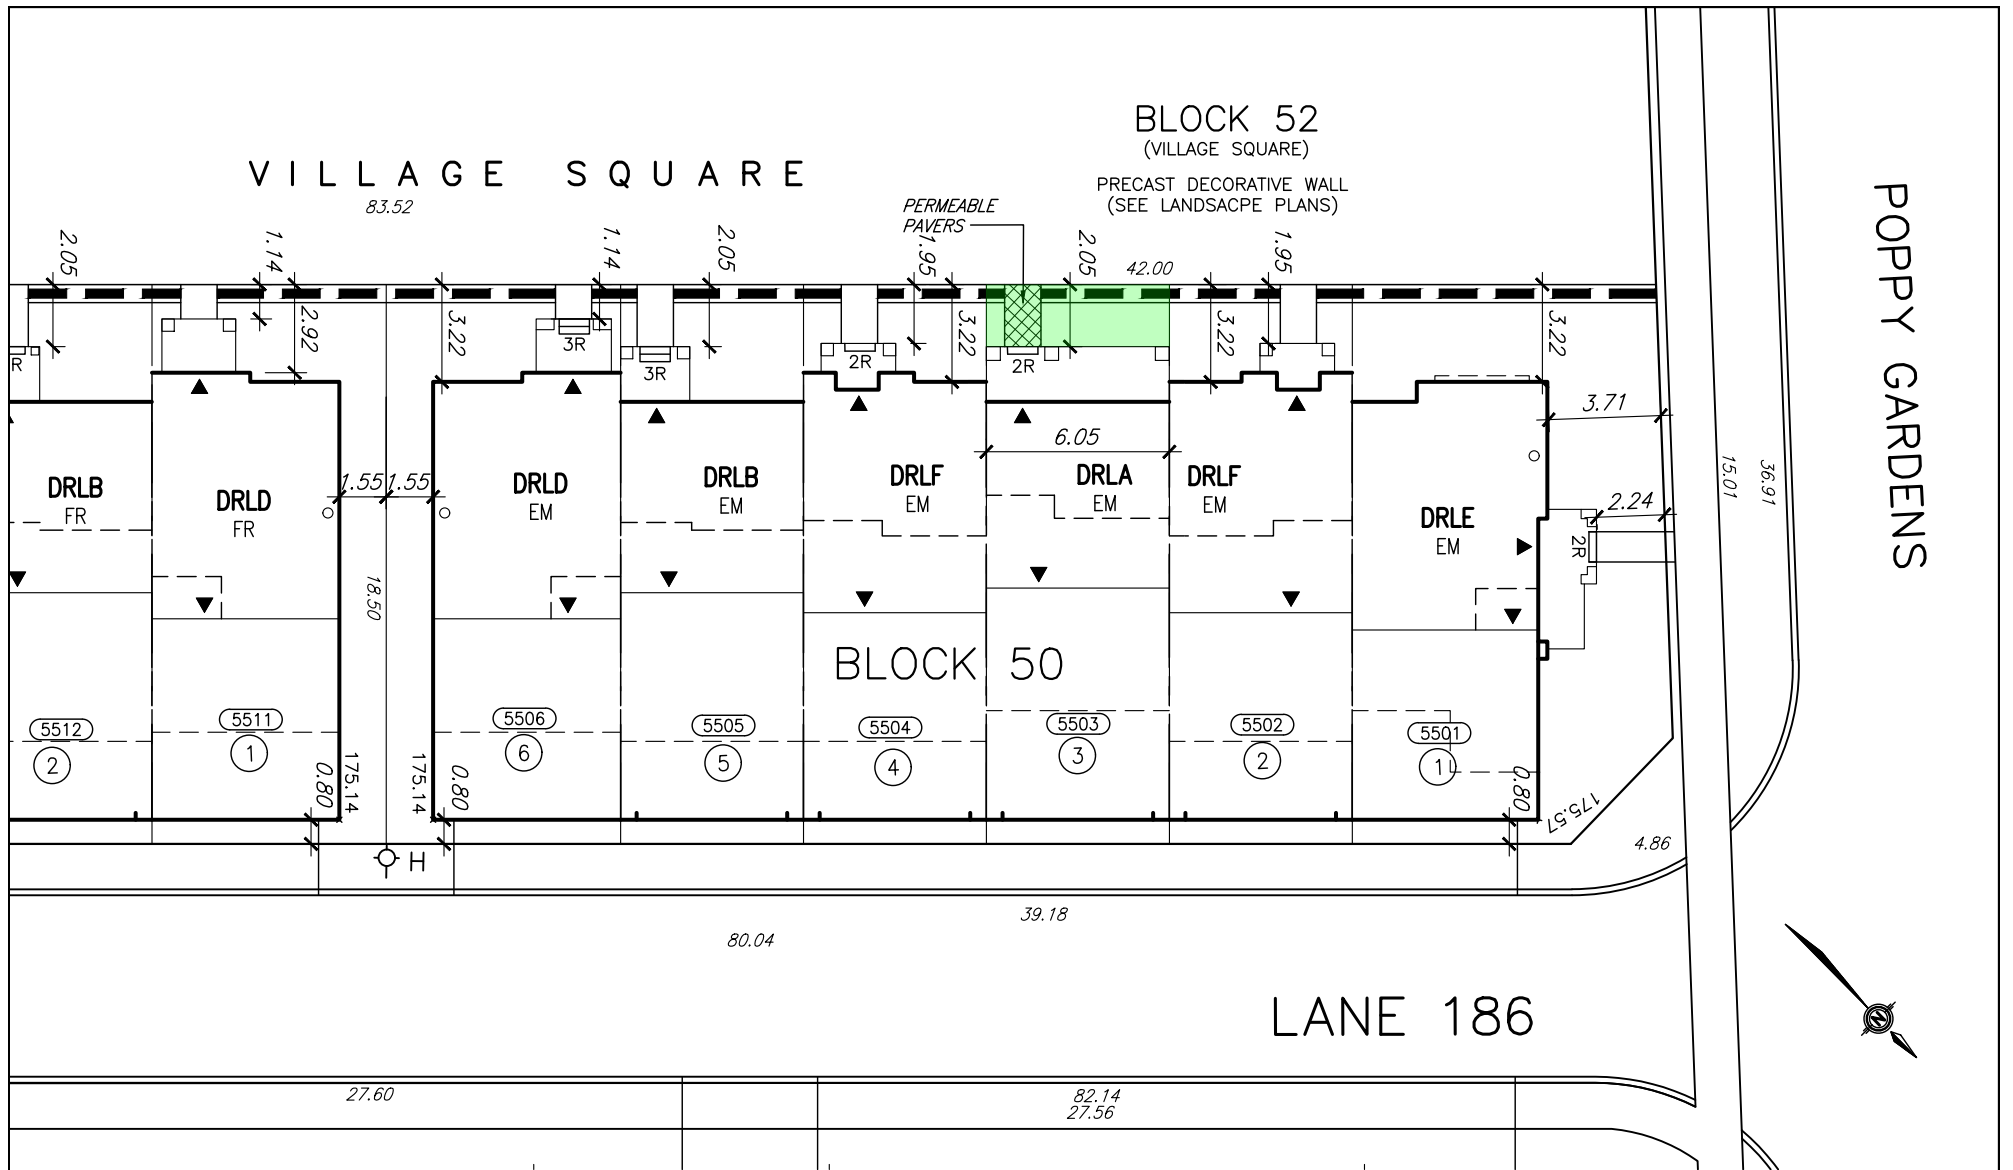 BLOCK 52
(VILLAGE SQUARE)
VILLAGE SQUARE
83.52
PRECAST DECORATIVE WALL
(SEE LANDSACPE PLANS)
PERMEABLE
PAVERS
POPPY GARDENS
2.05
1.14
1.14
2.05
1.95
2.05
42.00
1.95
2.92
3.22
3.22
3.22
3.22
R
3R
3R
2R
2R
3.71
6.05
15.01
36.91
2.24
2R
1.55
1.55
DRLB
FR
DRLD
FR
DRLD
EM
DRLB
EM
DRLF
EM
DRLA
EM
DRLF
EM
DRLE
EM
18.50
BLOCK 50
5512
2
5511
1
5506
6
5505
5
5504
4
5503
3
5502
2
5501
1
0.80
175.14
175.14
0.80
0.80
175.57
4.86
H
39.18
80.04
LANE 186
N
27.60
82.14
27.56